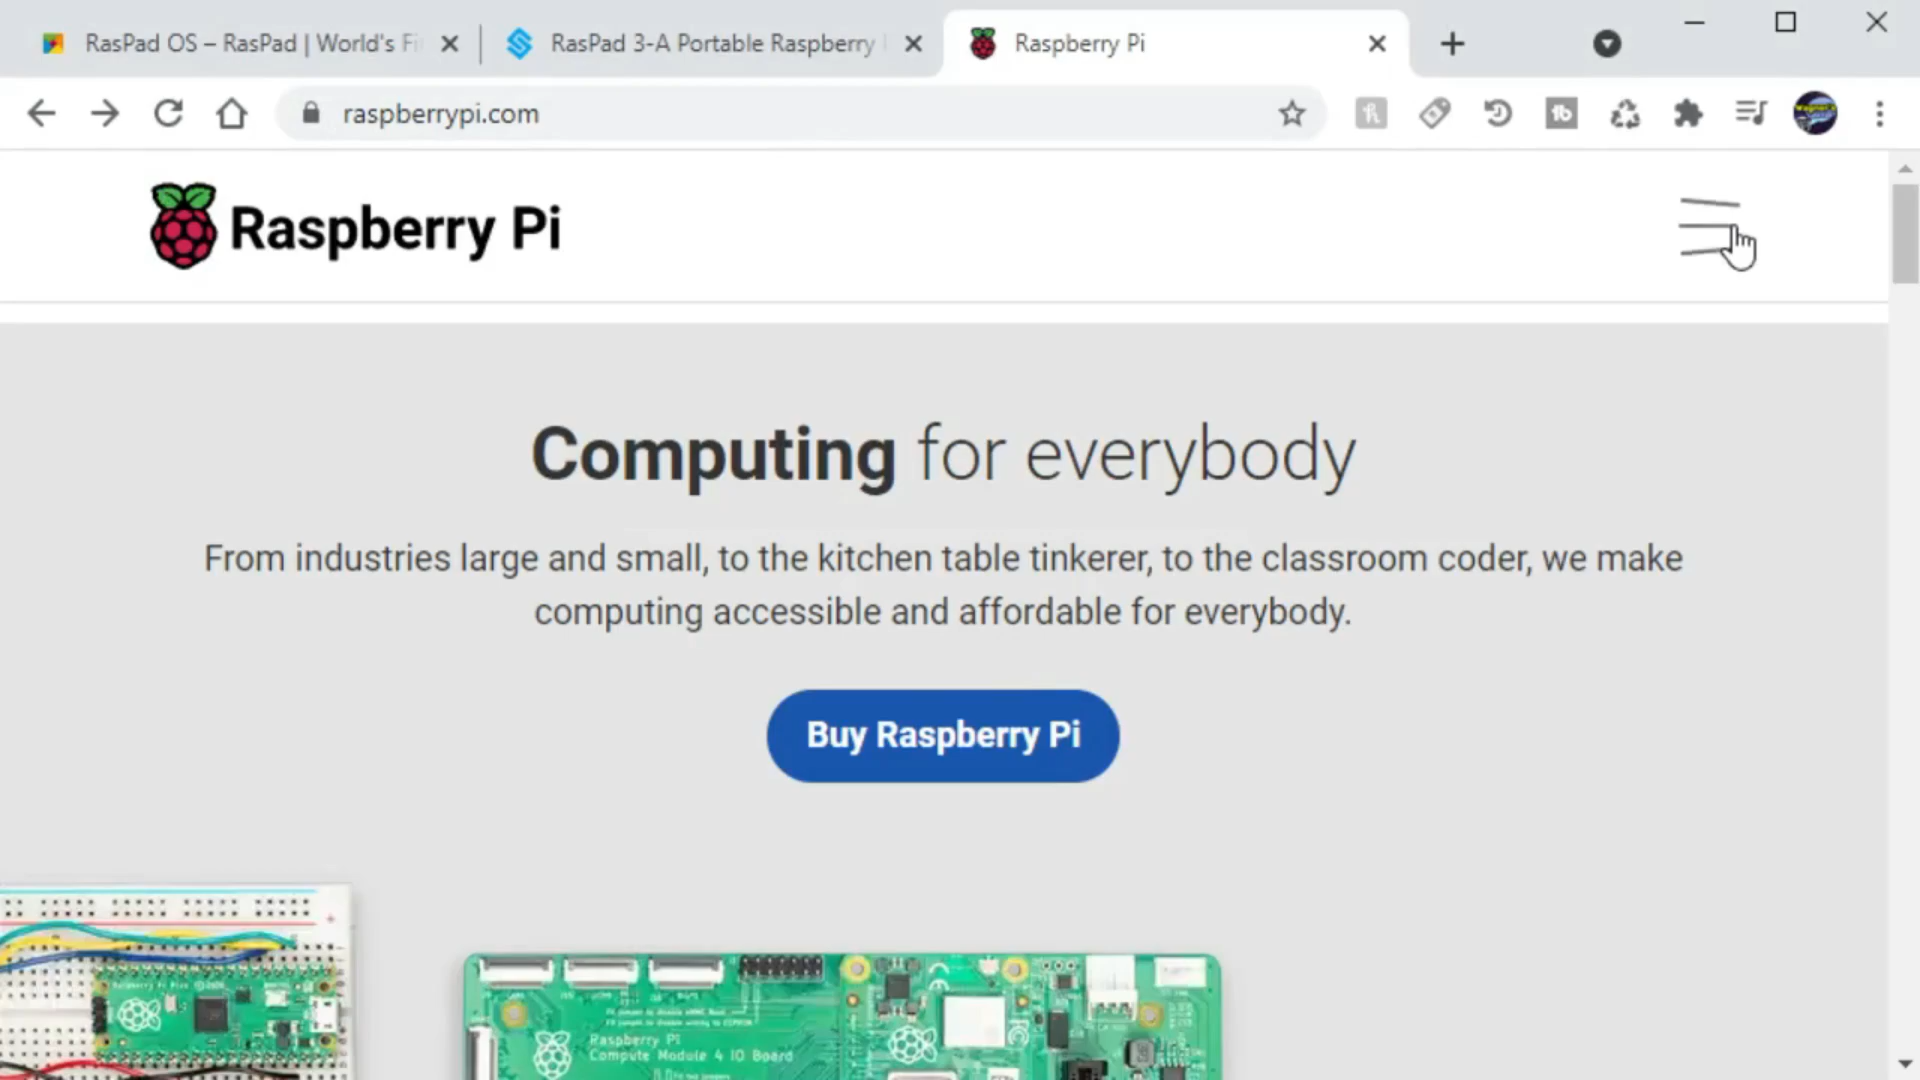 RasPad OS – RasPad | World's Fi
RasPad 3-A Portable Raspberry
Raspberry Pi
raspberrypi.com
Raspberry Pi
Computing for everybody
From industries large and small, to the kitchen table tinkerer, to the classroom coder, we make
computing accessible and affordable for everybody.
Buy Raspberry Pi
Raspberry Pi
Compute Module 4 IO Board